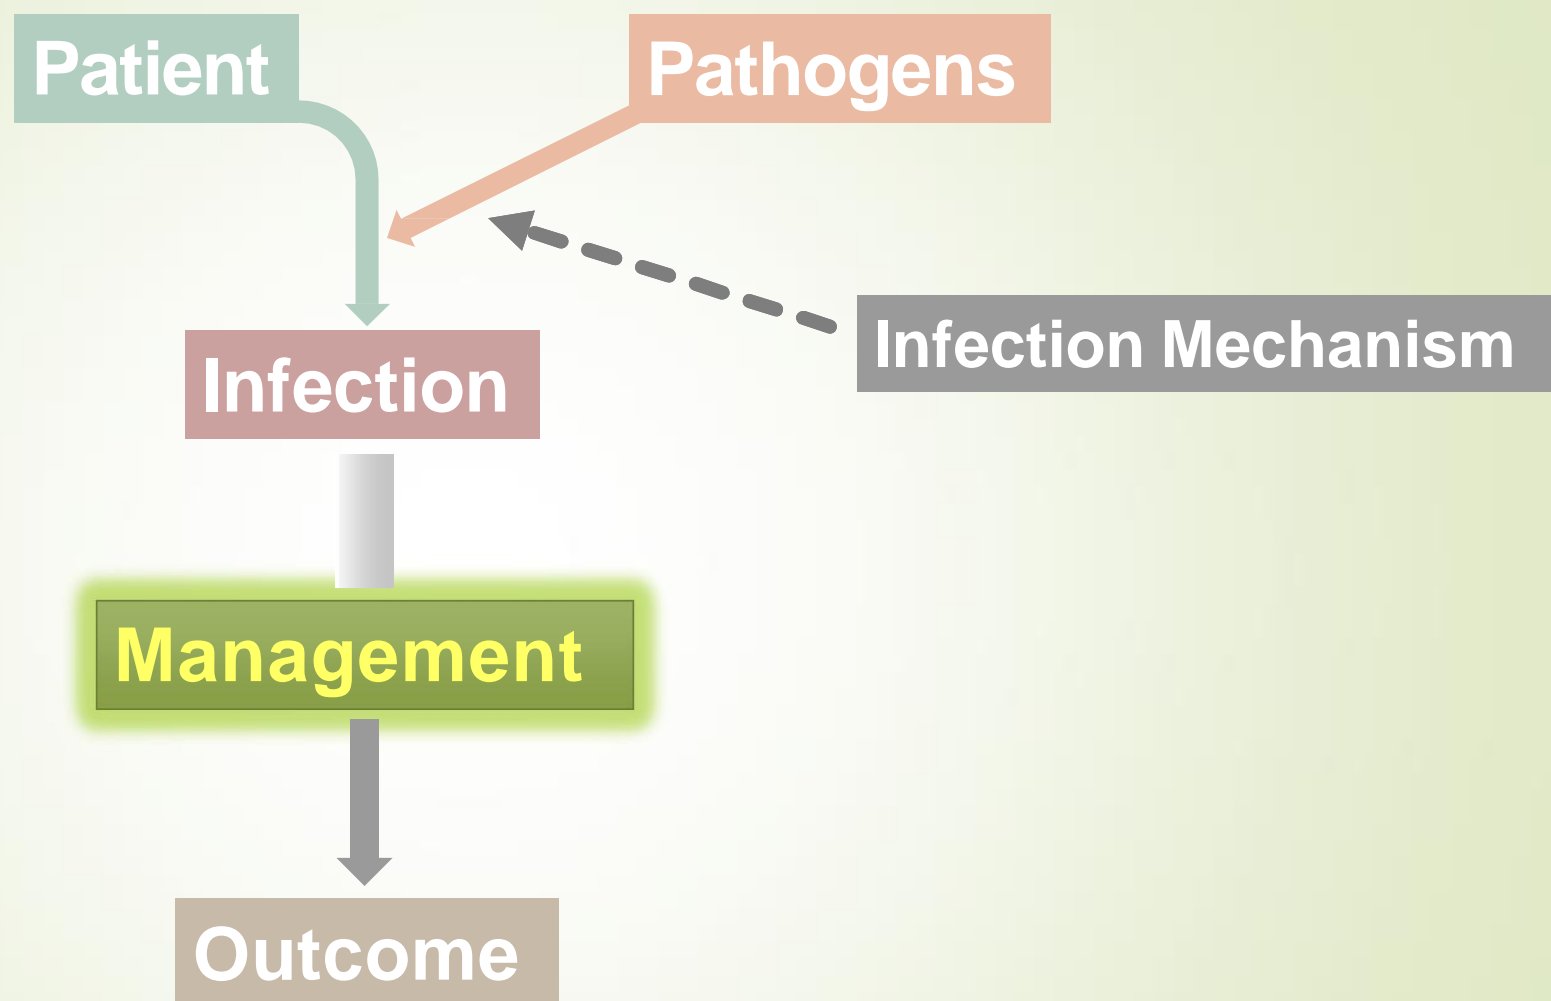 Patient
Pathogens
Infection Mechanism
Infection
Management
Outcome